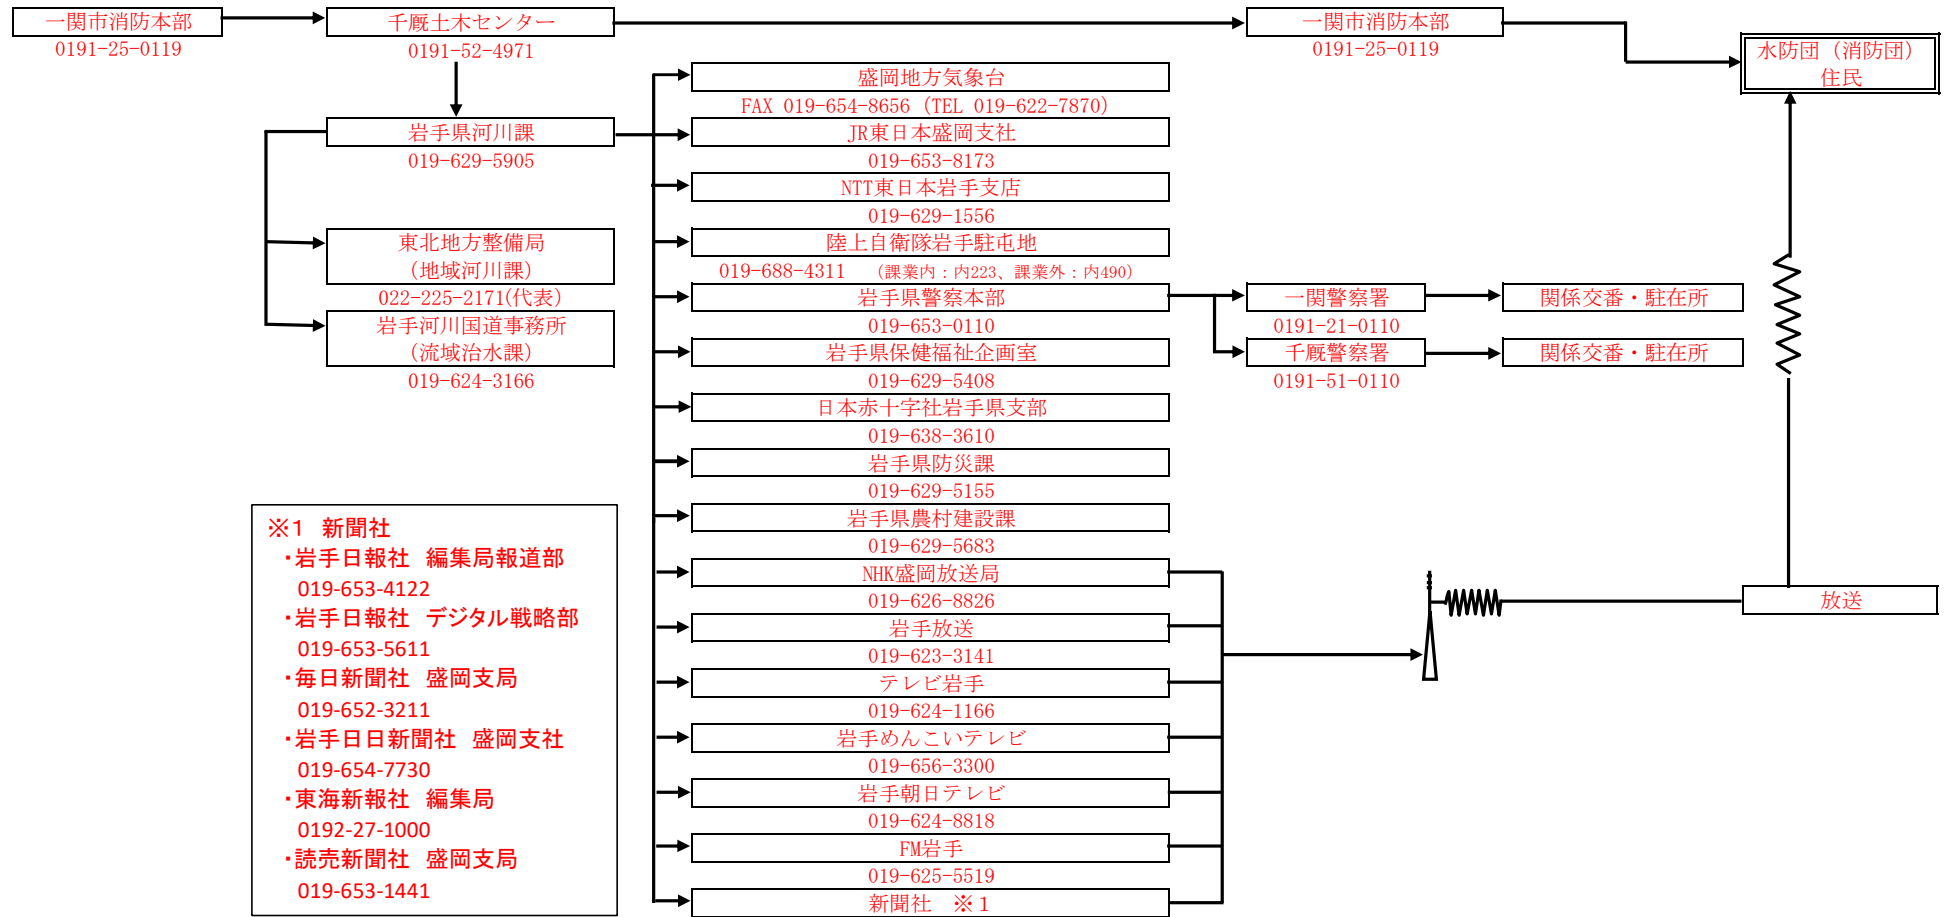 一関市消防本部
0191-25-0119
千厩土木センター
0191-52-4971
一関市消防本部
0191-25-0119
水防団（消防団）
住民
岩手県河川課
019-629-5905
東北地方整備局
（地域河川課）
022-225-2171(代表)
岩手河川国道事務所
（流域治水課）
019-624-3166
盛岡地方気象台
FAX 019-654-8656（TEL 019-622-7870）
JR東日本盛岡支社
019-653-8173
NTT東日本岩手支店
019-629-1556
陸上自衛隊岩手駐屯地
019-688-4311　（課業内：内223、課業外：内490）
岩手県警察本部
019-653-0110
岩手県保健福祉企画室
019-629-5408
日本赤十字社岩手県支部
019-638-3610
岩手県防災課
019-629-5155
岩手県農村建設課
019-629-5683
NHK盛岡放送局
019-626-8826
岩手放送
019-623-3141
テレビ岩手
019-624-1166
岩手めんこいテレビ
019-656-3300
岩手朝日テレビ
019-624-8818
FM岩手
019-625-5519
新聞社　※１
一関警察署
0191-21-0110
関係交番・駐在所
千厩警察署
0191-51-0110
関係交番・駐在所
放送
※1　新聞社
・岩手日報社　編集局報道部
019-653-4122
・岩手日報社　デジタル戦略部
019-653-5611
・毎日新聞社　盛岡支局
019-652-3211
・岩手日日新聞社　盛岡支社
019-654-7730
・東海新報社　編集局
0192-27-1000
・読売新聞社　盛岡支局
019-653-1441